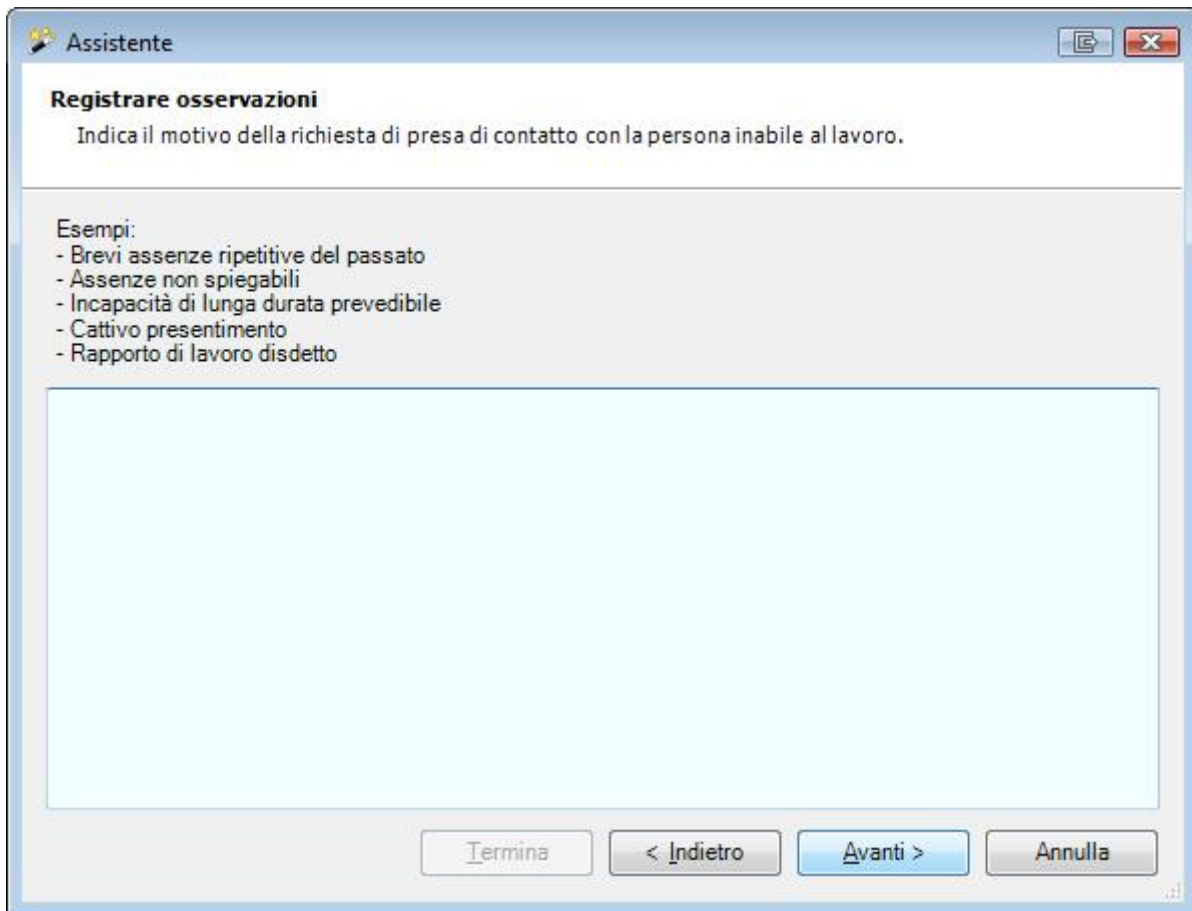 Assistente
Registrare osservazioni
Indica il motivo della richiesta di presa di contatto con la persona inabile al lavoro.
Esempi:
- Brevi assenze ripetitive del passato
- Assenze non spiegabili
- Incapacità di lunga durata prevedibile
- Cattivo presentimento
- Rapporto di lavoro disdetto
Termina < Indietro Avanti > Annulla